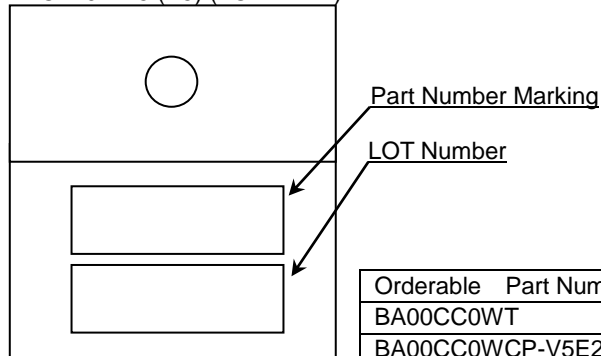 Part Number Marking
LOT Number
Orderable Part Num
BA00CC0WT
BA00CC0WCP-V5E2